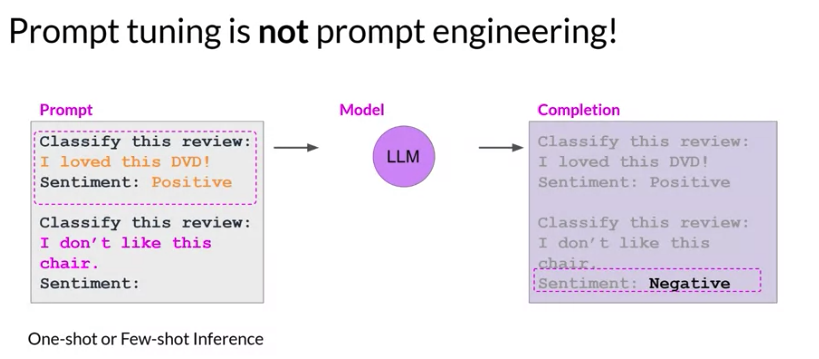 Prompt tuning is not prompt engineering!
Prompt
Classify this review:
I loved this DVD!
Sentiment: Positive
Classify this review:
I don't like this
chair.
Sentiment:
One-shot or Few-shot Inference
Model
LLM
Completion
Classify this review:
I loved this DVD!
Sentiment: Positive
Classify this review:
I don't like this
chair.
Sentiment: Negative